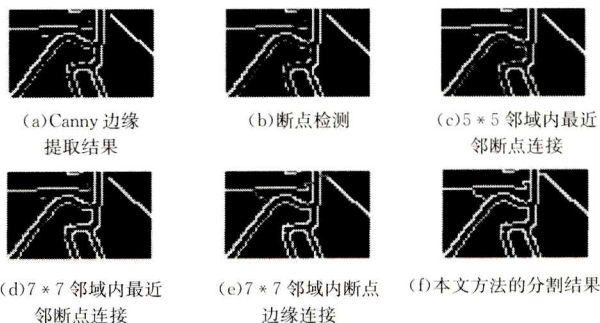 (a)Canny 边缘
提取结果
(b)断点检测
(c)5*5 邻域内最近
邻断点连接
(d)7*7 邻域内最近
邻断点连接
(e)7*7 邻域内断点
边缘连接
(f)本文方法的分割结果